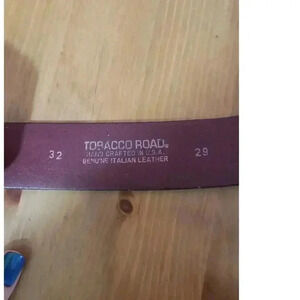 TOBACCO ROAD®
32 HAND CRAFTED IN U.S.A. 29
GENUINE ITALIAN LEATHER